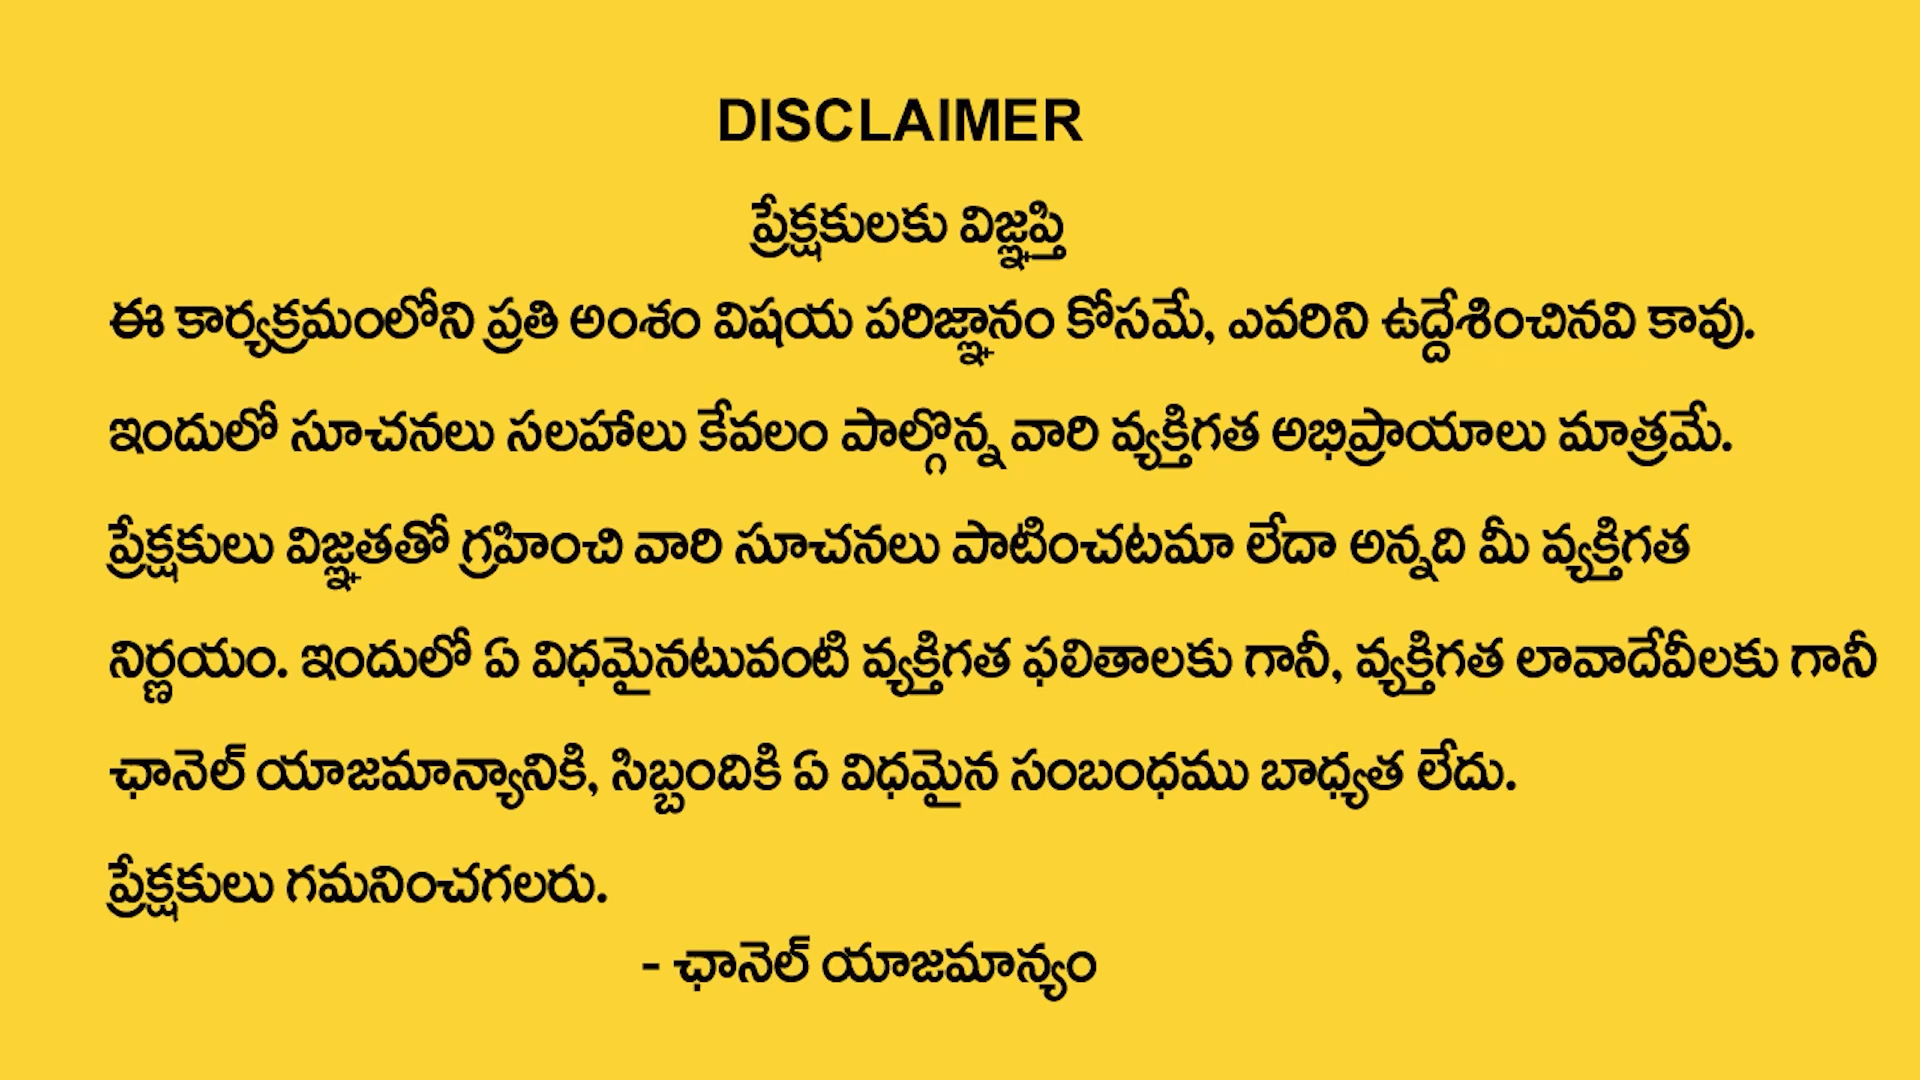 DISCLAIMER
ప్రేక్షకులకు విజ్ఞప్తి
ఈ కార్యక్రమంలోని ప్రతి అంశం విషయ పరిజ్ఞానం కోసమే, ఎవరిని ఉద్దేశించినవి కావు.
ఇందులో సూచనలు సలహాలు కేవలం పాల్గొన్న వారి వ్యక్తిగత అభిప్రాయాలు మాత్రమే.
ప్రేక్షకులు విజ్ఞతతో గ్రహించి వారి సూచనలు పాటించటమా లేదా అన్నది మీ వ్యక్తిగత
నిర్ణయం. ఇందులో ఏ విధమైనటువంటి వ్యక్తిగత ఫలితాలకు గానీ, వ్యక్తిగత లావాదేవీలకు గానీ
ఛానెల్ యాజమాన్యానికి, సిబ్బందికి ఏ విధమైన సంబంధము బాధ్యత లేదు.
ప్రేక్షకులు గమనించగలరు.
- ఛానెల్ యాజమాన్యం